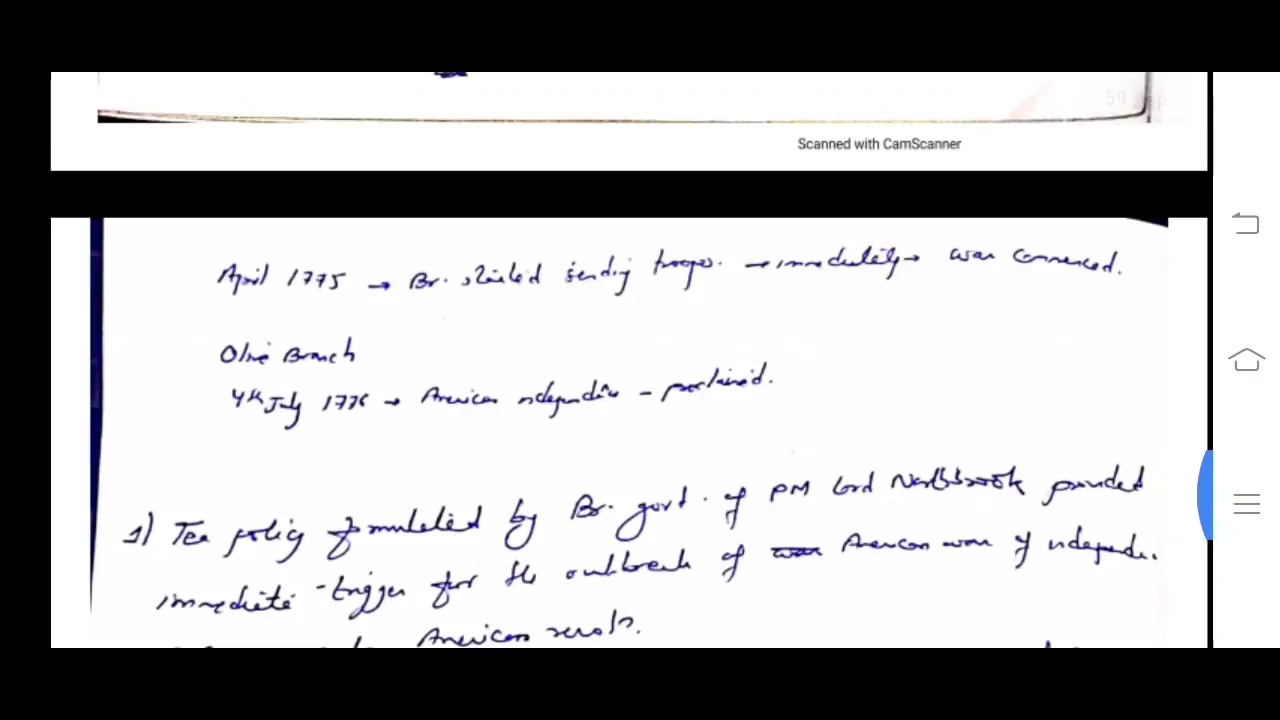 Scanned with CamScanner
April 1775 → Br. started sending troops. → immediately → war commenced.
Olive Branch
4th July 1776 → American independence - proclaimed.
1) Tea policy formulated by Br. govt. of PM Lord Northbrook provided
immediate trigger for the outbreak of American war of independence.
American